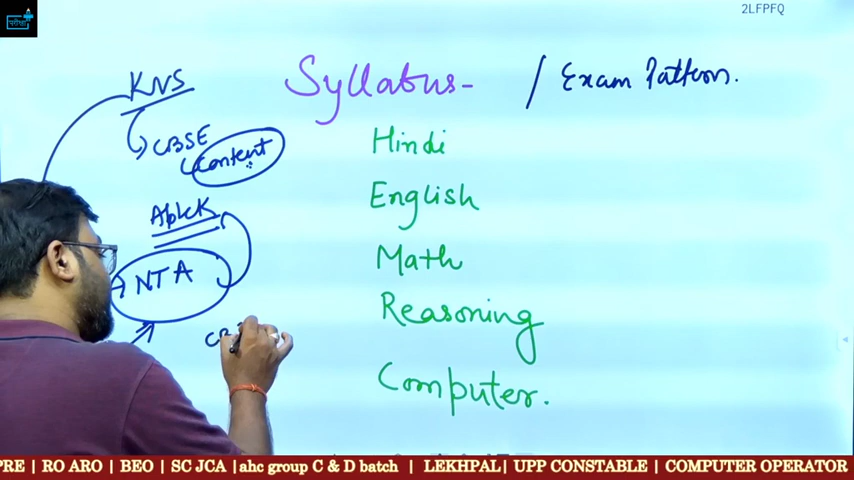 परीक्षा
2LFPFQ
KVS
Syllabus-
/ Exam Pattern.
CBSE
Content
Hindi
English
NTA
Math
Reasoning
Computer.
PRE | RO ARO | BEO | SC JCA |ahc group C & D batch | LEKHPAL| UPP CONSTABLE | COMPUTER OPERATOR